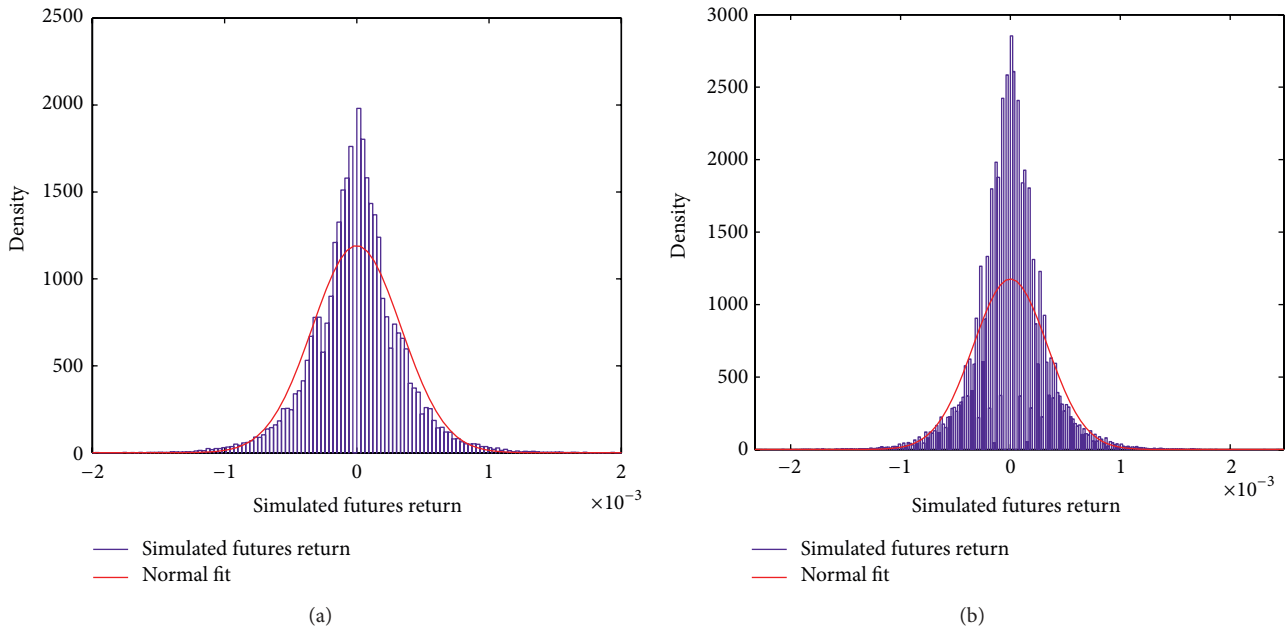 2500
2000
1500
1000
500
0
Density
−2
−1
0
1
2
×10−3
Simulated futures return
Simulated futures return
Normal fit
(a)
3000
2500
2000
1500
1000
500
0
Density
−2
−1
0
1
2
×10−3
Simulated futures return
Simulated futures return
Normal fit
(b)